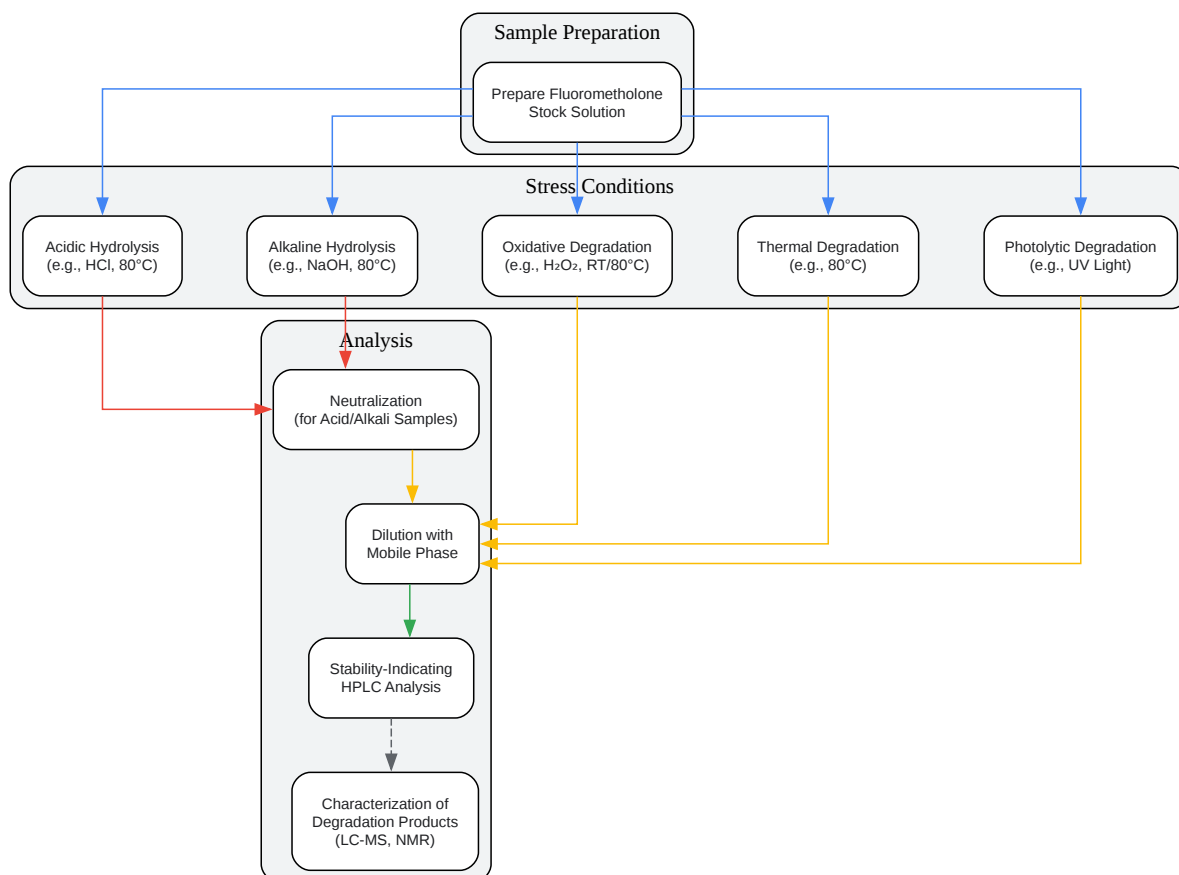 Sample Preparation
Prepare Fluorometholone
Stock Solution
Stress Conditions
Acidic Hydrolysis
(e.g., HCl, 80°C)
Alkaline Hydrolysis
(e.g., NaOH, 80°C)
Oxidative Degradation
(e.g., H₂O₂, RT/80°C)
Thermal Degradation
(e.g., 80°C)
Photolytic Degradation
(e.g., UV Light)
Analysis
Neutralization
(for Acid/Alkali Samples)
Dilution with
Mobile Phase
Stability-Indicating
HPLC Analysis
Characterization of
Degradation Products
(LC-MS, NMR)